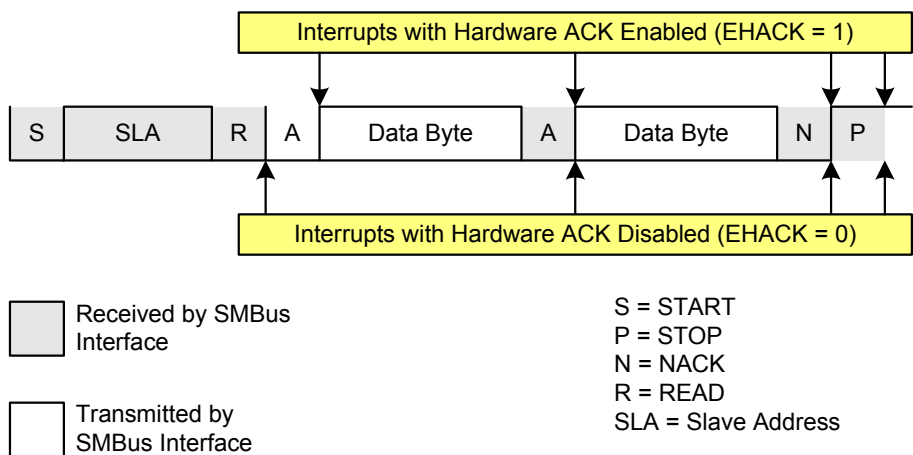 Interrupts with Hardware ACK Enabled (EHACK = 1)
S SLA R A Data Byte A Data Byte N P
Interrupts with Hardware ACK Disabled (EHACK = 0)
Received by SMBus
Interface
Transmitted by
SMBus Interface
S = START
P = STOP
N = NACK
R = READ
SLA = Slave Address